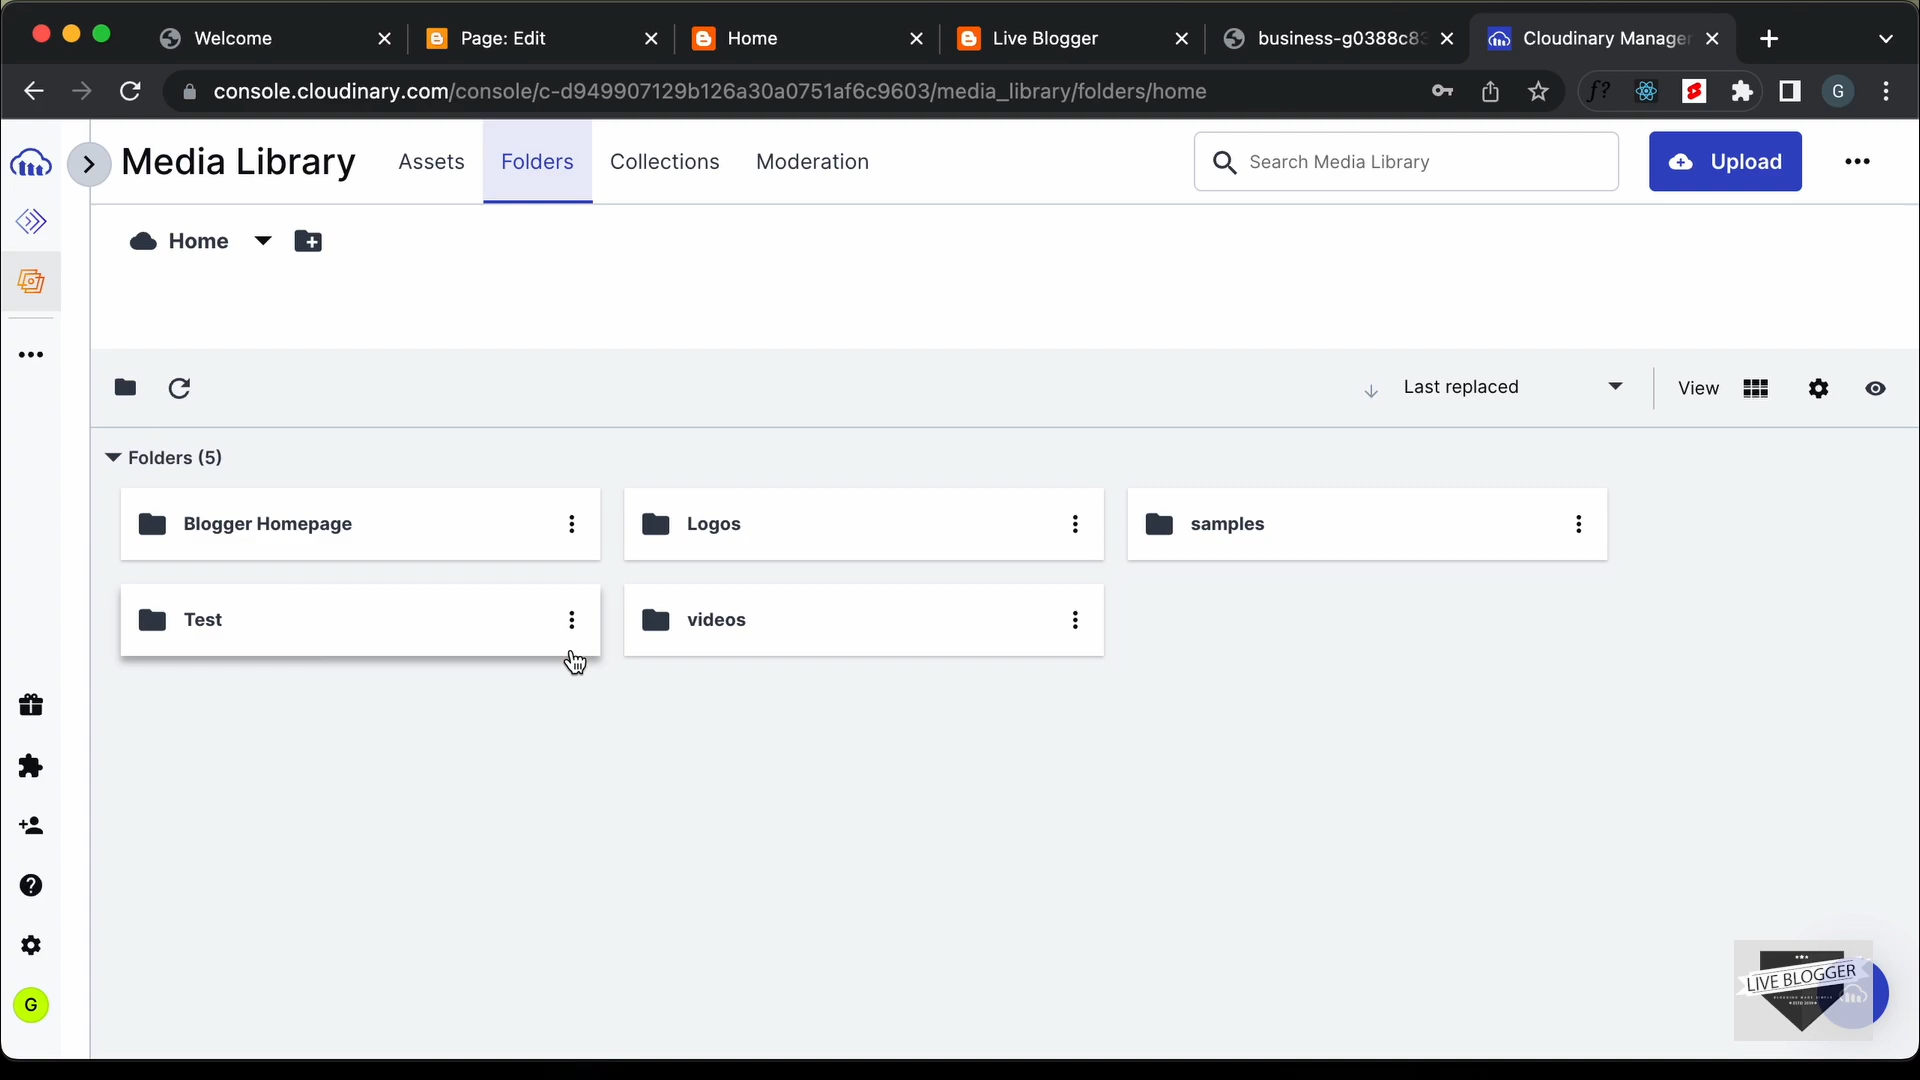 Welcome
Page: Edit
Home
Live Blogger
business-g0388c83
Cloudinary Manager
console.cloudinary.com/console/c-d949907129b126a30a0751af6c9603/media_library/folders/home
f?
G
Media Library
Assets
Folders
Collections
Moderation
Search Media Library
Upload
Home
Last replaced
View
Folders (5)
Blogger Homepage
Logos
samples
Test
videos
G
LIVE BLOGGER